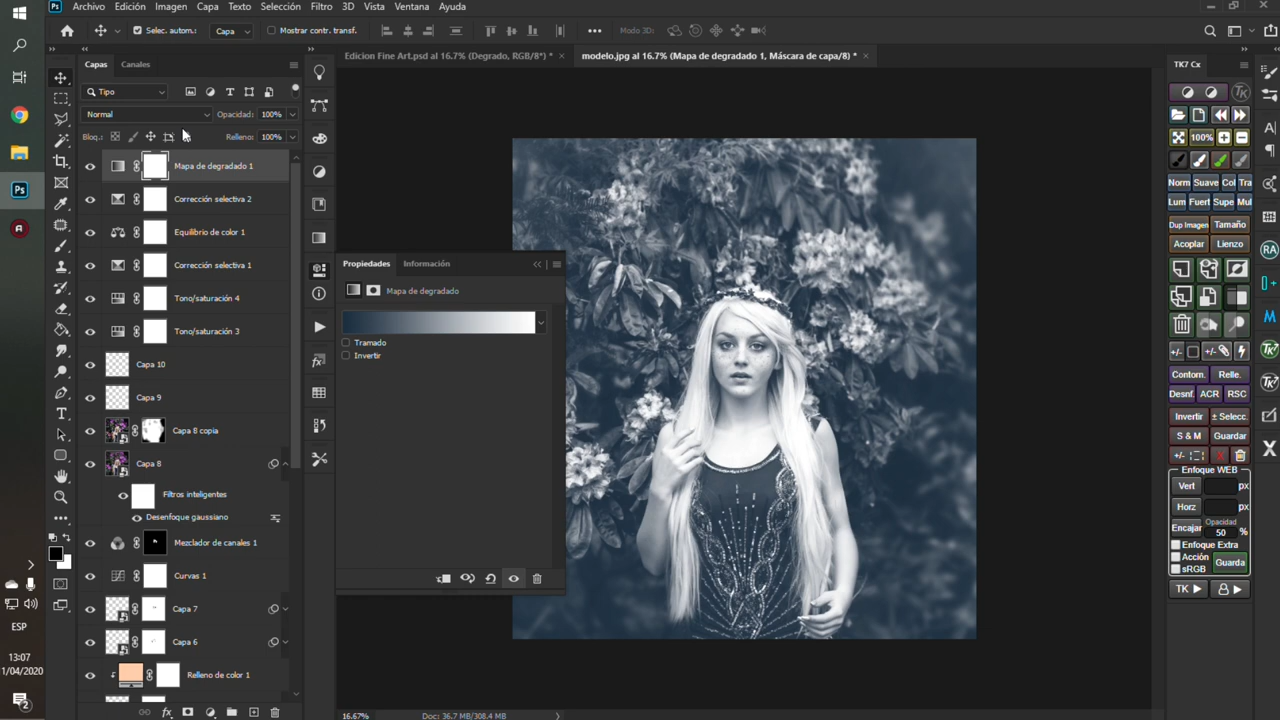 Archivo Edición Imagen Capa Texto Selección Filtro 3D Vista Ventana Ayuda
Selec. autom.: Capa Mostrar contr. transf. Modo 3D:
Capas Canales
Edicion Fine Art.psd al 16.7% (Degrado, RGB/8*) * modelo.jpg al 16.7% (Mapa de degradado 1, Máscara de capa/8) *
Tipo
Normal Opacidad: 100%
Bloq.: Relleno: 100%
Mapa de degradado 1
Corrección selectiva 2
Equilibrio de color 1
Corrección selectiva 1
Tono/saturación 4
Tono/saturación 3
Capa 10
Capa 9
Capa 8 copia
Capa 8
Filtros inteligentes
Desenfoque gaussiano
Mezclador de canales 1
Curvas 1
Capa 7
Capa 6
Relleno de color 1
Propiedades Información
Mapa de degradado
Tramado
Invertir
16.67% Doc: 36.7 MB/308.4 MB
TK7 Cx
TK
100%
Norm Suave Col Tra
Lum Fuert Supe Mul
Dup Imagen Tamaño
Acoplar Lienzo
+/- +/-
Contorn. Relle.
Desnf. ACR RSC
Invertir ± Selecc.
S & M Guardar
+/- X
Enfoque WEB
Vert px
Horz px
Encajar Opacidad 50 %
Enfoque Extra
Acción
sRGB
Guarda
TK
RA
ESP
13:07
1/04/2020
2